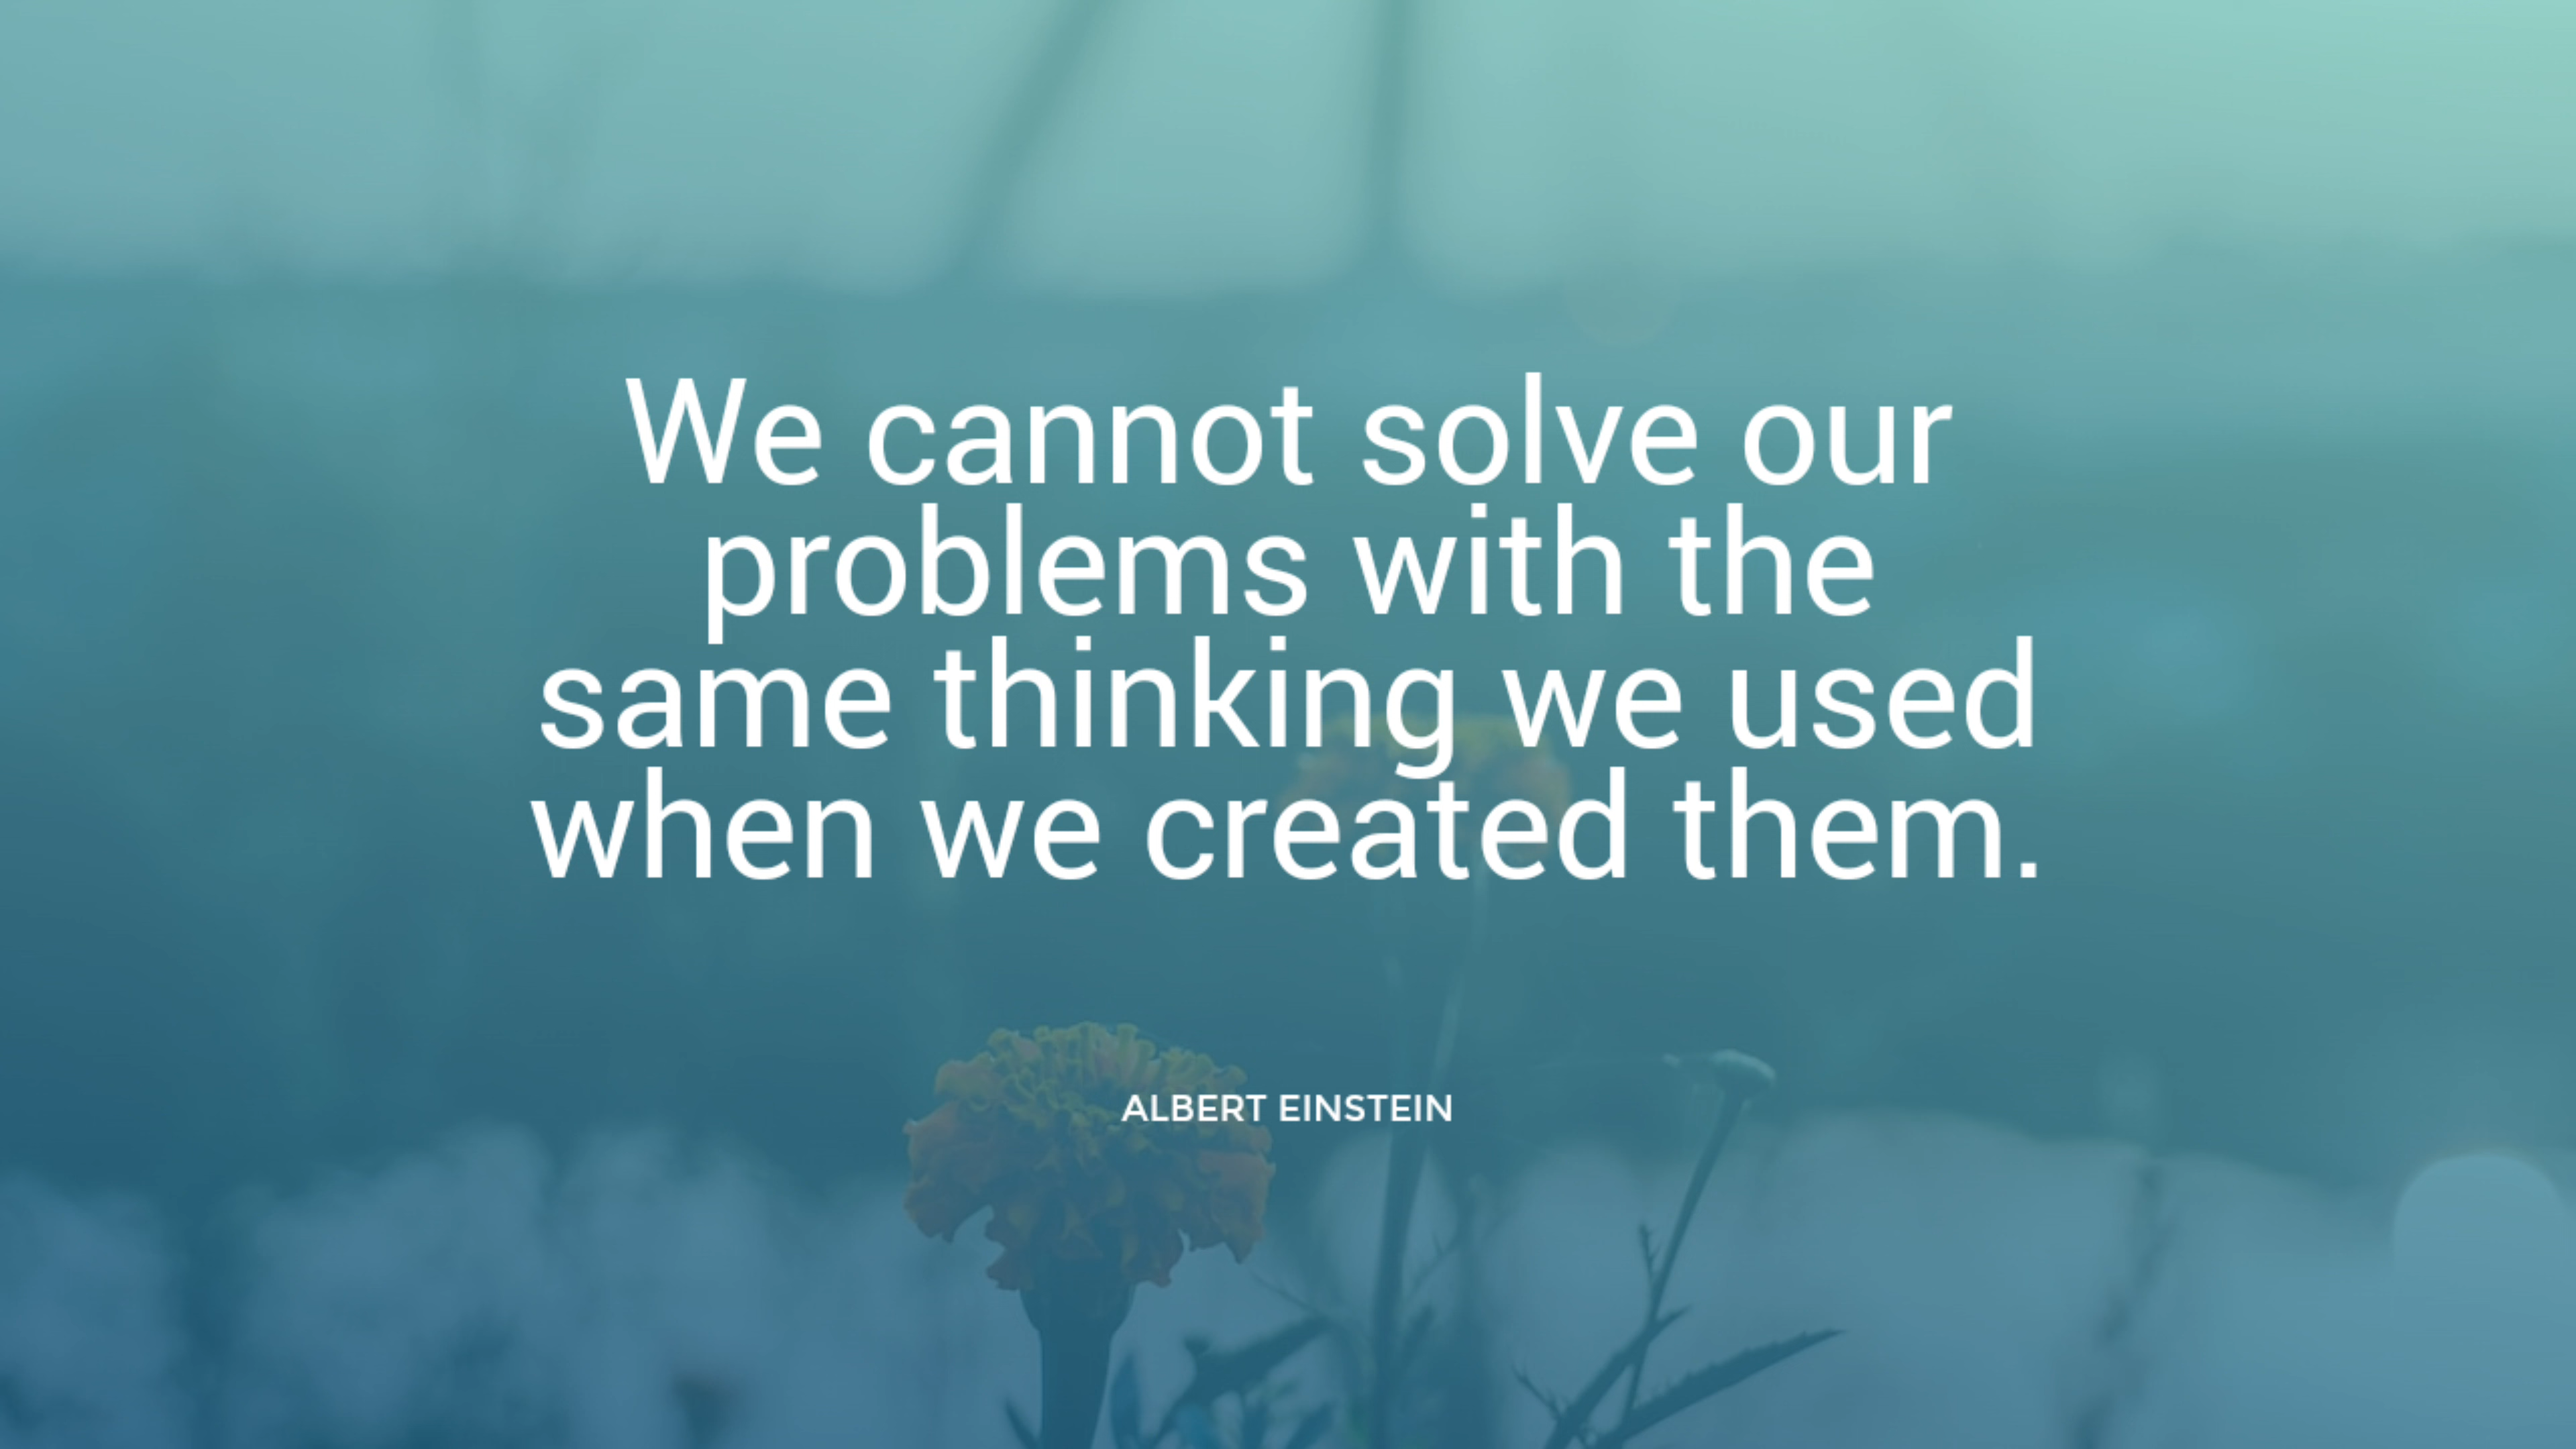 We cannot solve our
problems with the
same thinking we used
when we created them.
ALBERT EINSTEIN